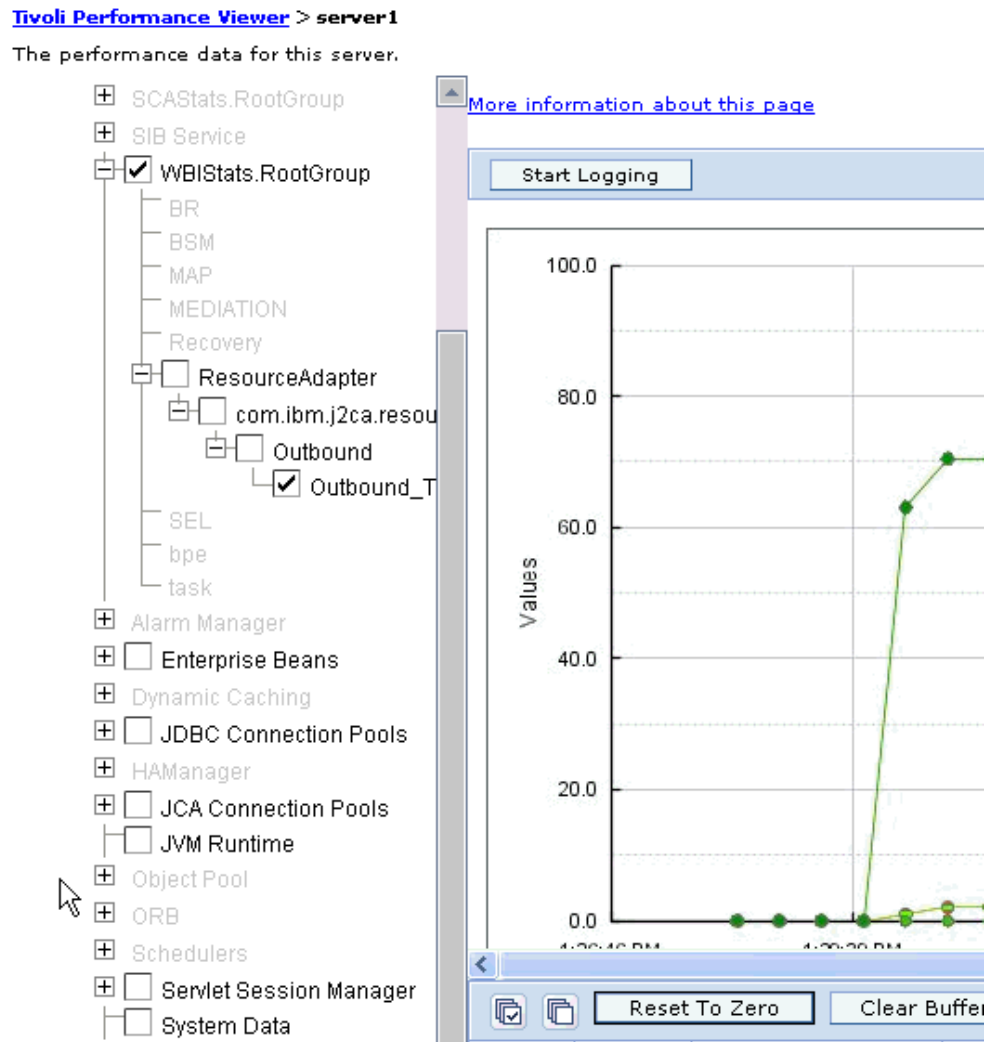 Tivoli Performance Viewer > server1
The performance data for this server.
SCAStats.RootGroup
SIB Service
WBIStats.RootGroup
BR
BSM
MAP
MEDIATION
Recovery
ResourceAdapter
com.ibm.j2ca.resou
Outbound
Outbound_T
SEL
bpe
task
Alarm Manager
Enterprise Beans
Dynamic Caching
JDBC Connection Pools
HAManager
JCA Connection Pools
JVM Runtime
Object Pool
ORB
Schedulers
Servlet Session Manager
System Data
More information about this page
Start Logging
100.0
80.0
60.0
40.0
20.0
0.0
Values
Reset To Zero
Clear Buffer